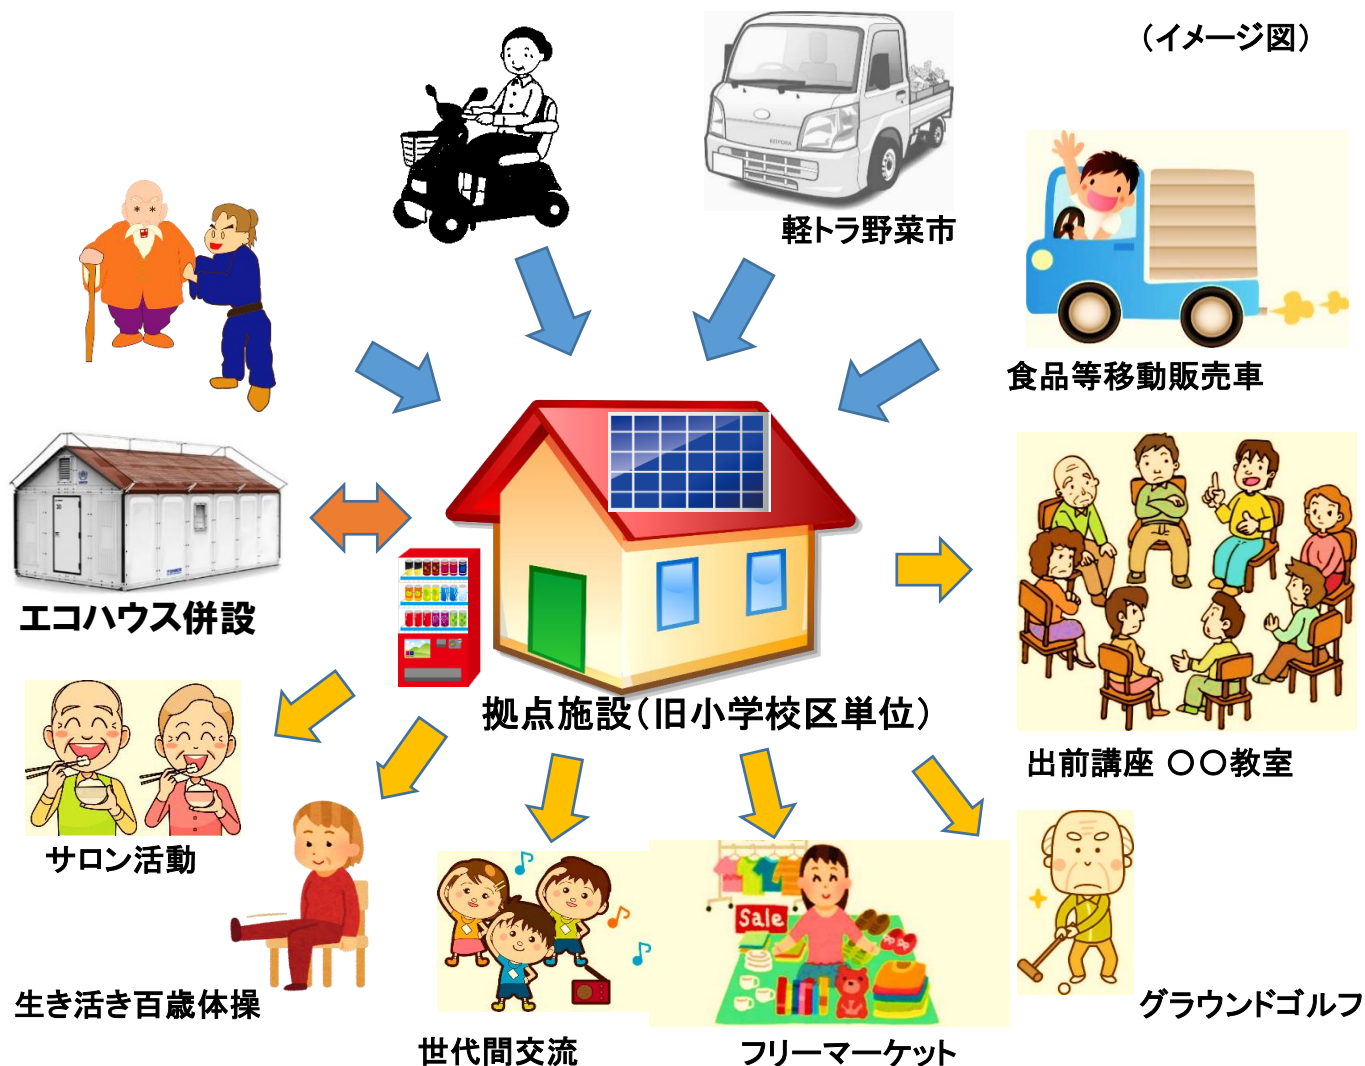 （イメージ図）
軽トラ野菜市
食品等移動販売車
エコハウス併設
拠点施設（旧小学校区単位）
出前講座 〇〇教室
サロン活動
Sale
生き活き百歳体操
グラウンドゴルフ
世代間交流
フリーマーケット